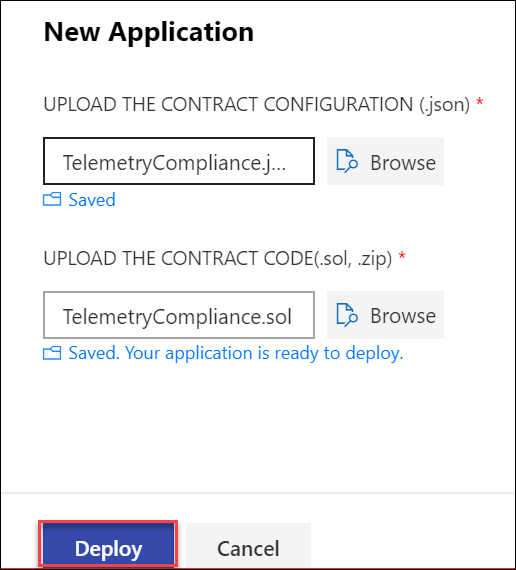 New Application
UPLOAD THE CONTRACT CONFIGURATION (.json) *
TelemetryCompliance.j... Browse
Saved
UPLOAD THE CONTRACT CODE(.sol, .zip) *
TelemetryCompliance.sol Browse
Saved. Your application is ready to deploy.
Deploy Cancel